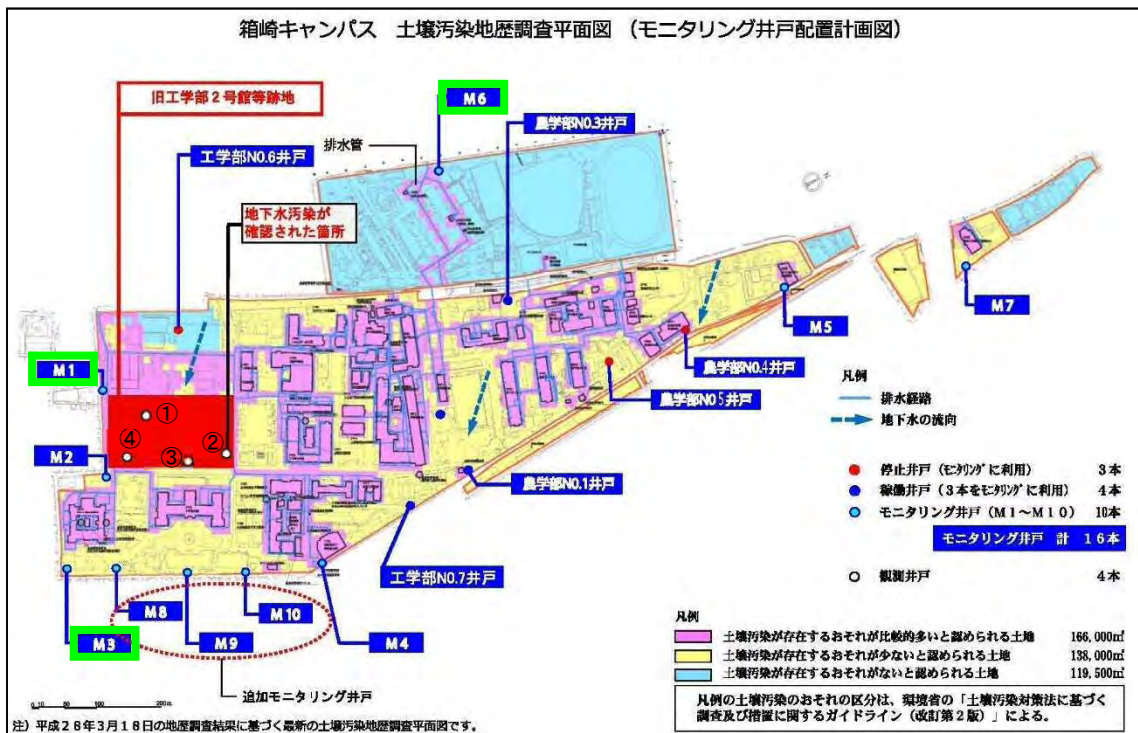 箱崎キャンパス 土壌汚染地歴調査平面図 (モニタリング井戸配置計画図)
旧工学部2号館等跡地
M6
農学部NO.3井戸
排水管
工学部NO.6井戸
地下水汚染が
確認された箇所
M7
M5
M1
農学部NO.4井戸
農学部NO5井戸
①
④
③
②
M2
農学部NO.1井戸
工学部NO.7井戸
M8
M10
M3
M9
M4
追加モニタリング井戸
凡例
排水経路
地下水の流向
停止井戸(モニタリングに利用) 3本
稼働井戸(3本をモニタリングに利用) 4本
モニタリング井戸(M1~M10) 10本
モニタリング井戸 計 16本
観測井戸 4本
凡例
土壌汚染が存在するおそれが比較的多いと認められる土地 166,000㎡
土壌汚染が存在するおそれが少ないと認められる土地 138,000㎡
土壌汚染が存在するおそれがないと認められる土地 119,500㎡
凡例の土壌汚染のおそれの区分は、環境省の「土壌汚染対策法に基づく
調査及び措置に関するガイドライン(改訂第2版)」による。
0 10 100 200 m
注)平成28年3月18日の地歴調査結果に基づく最新の土壌汚染地歴調査平面図です。